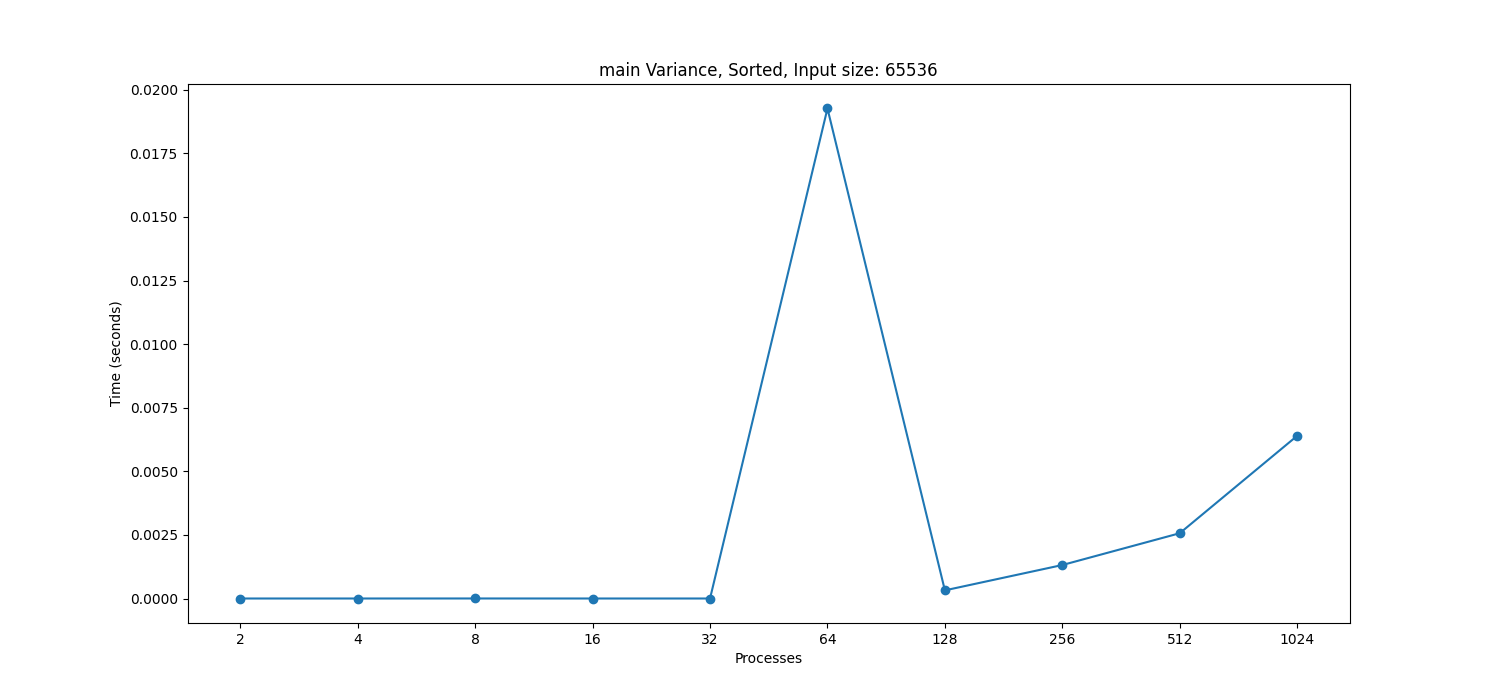 main Variance, Sorted, Input size: 65536
0.0200
0.0175
0.0150
0.0125
0.0100
0.0075
0.0050
0.0025
0.0000
Time (seconds)
2 4 8 16 32 64 128 256 512 1024
Processes